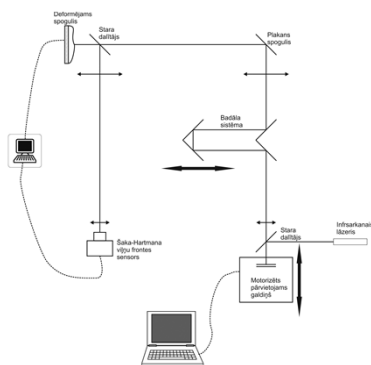 Deformējams
spogulis
Stara
dalītājs
Plakans
spogulis
Badāla
sistēma
Šaka-Hartmana
viļņu frontes
sensors
Stara
dalītājs
Infrsarkanai
lāzeris
Motorizēts
pārvietojams
galdiņš